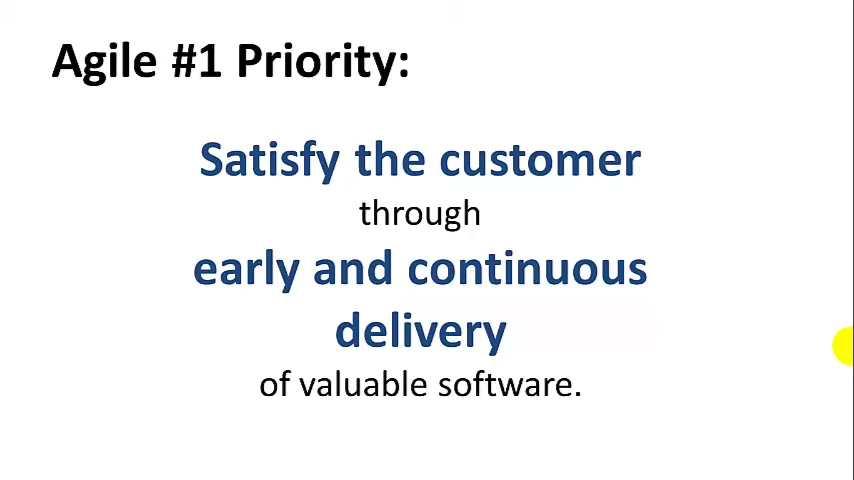 Agile #1 Priority:
Satisfy the customer
through
early and continuous
delivery
of valuable software.